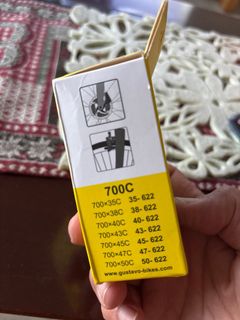 700C
700×35C 35-622
700×38C 38-622
700×40C 40-622
700×43C 43-622
700×45C 45-622
700×47C 47-622
700×50C 50-622
www.gustavo-bikes.com